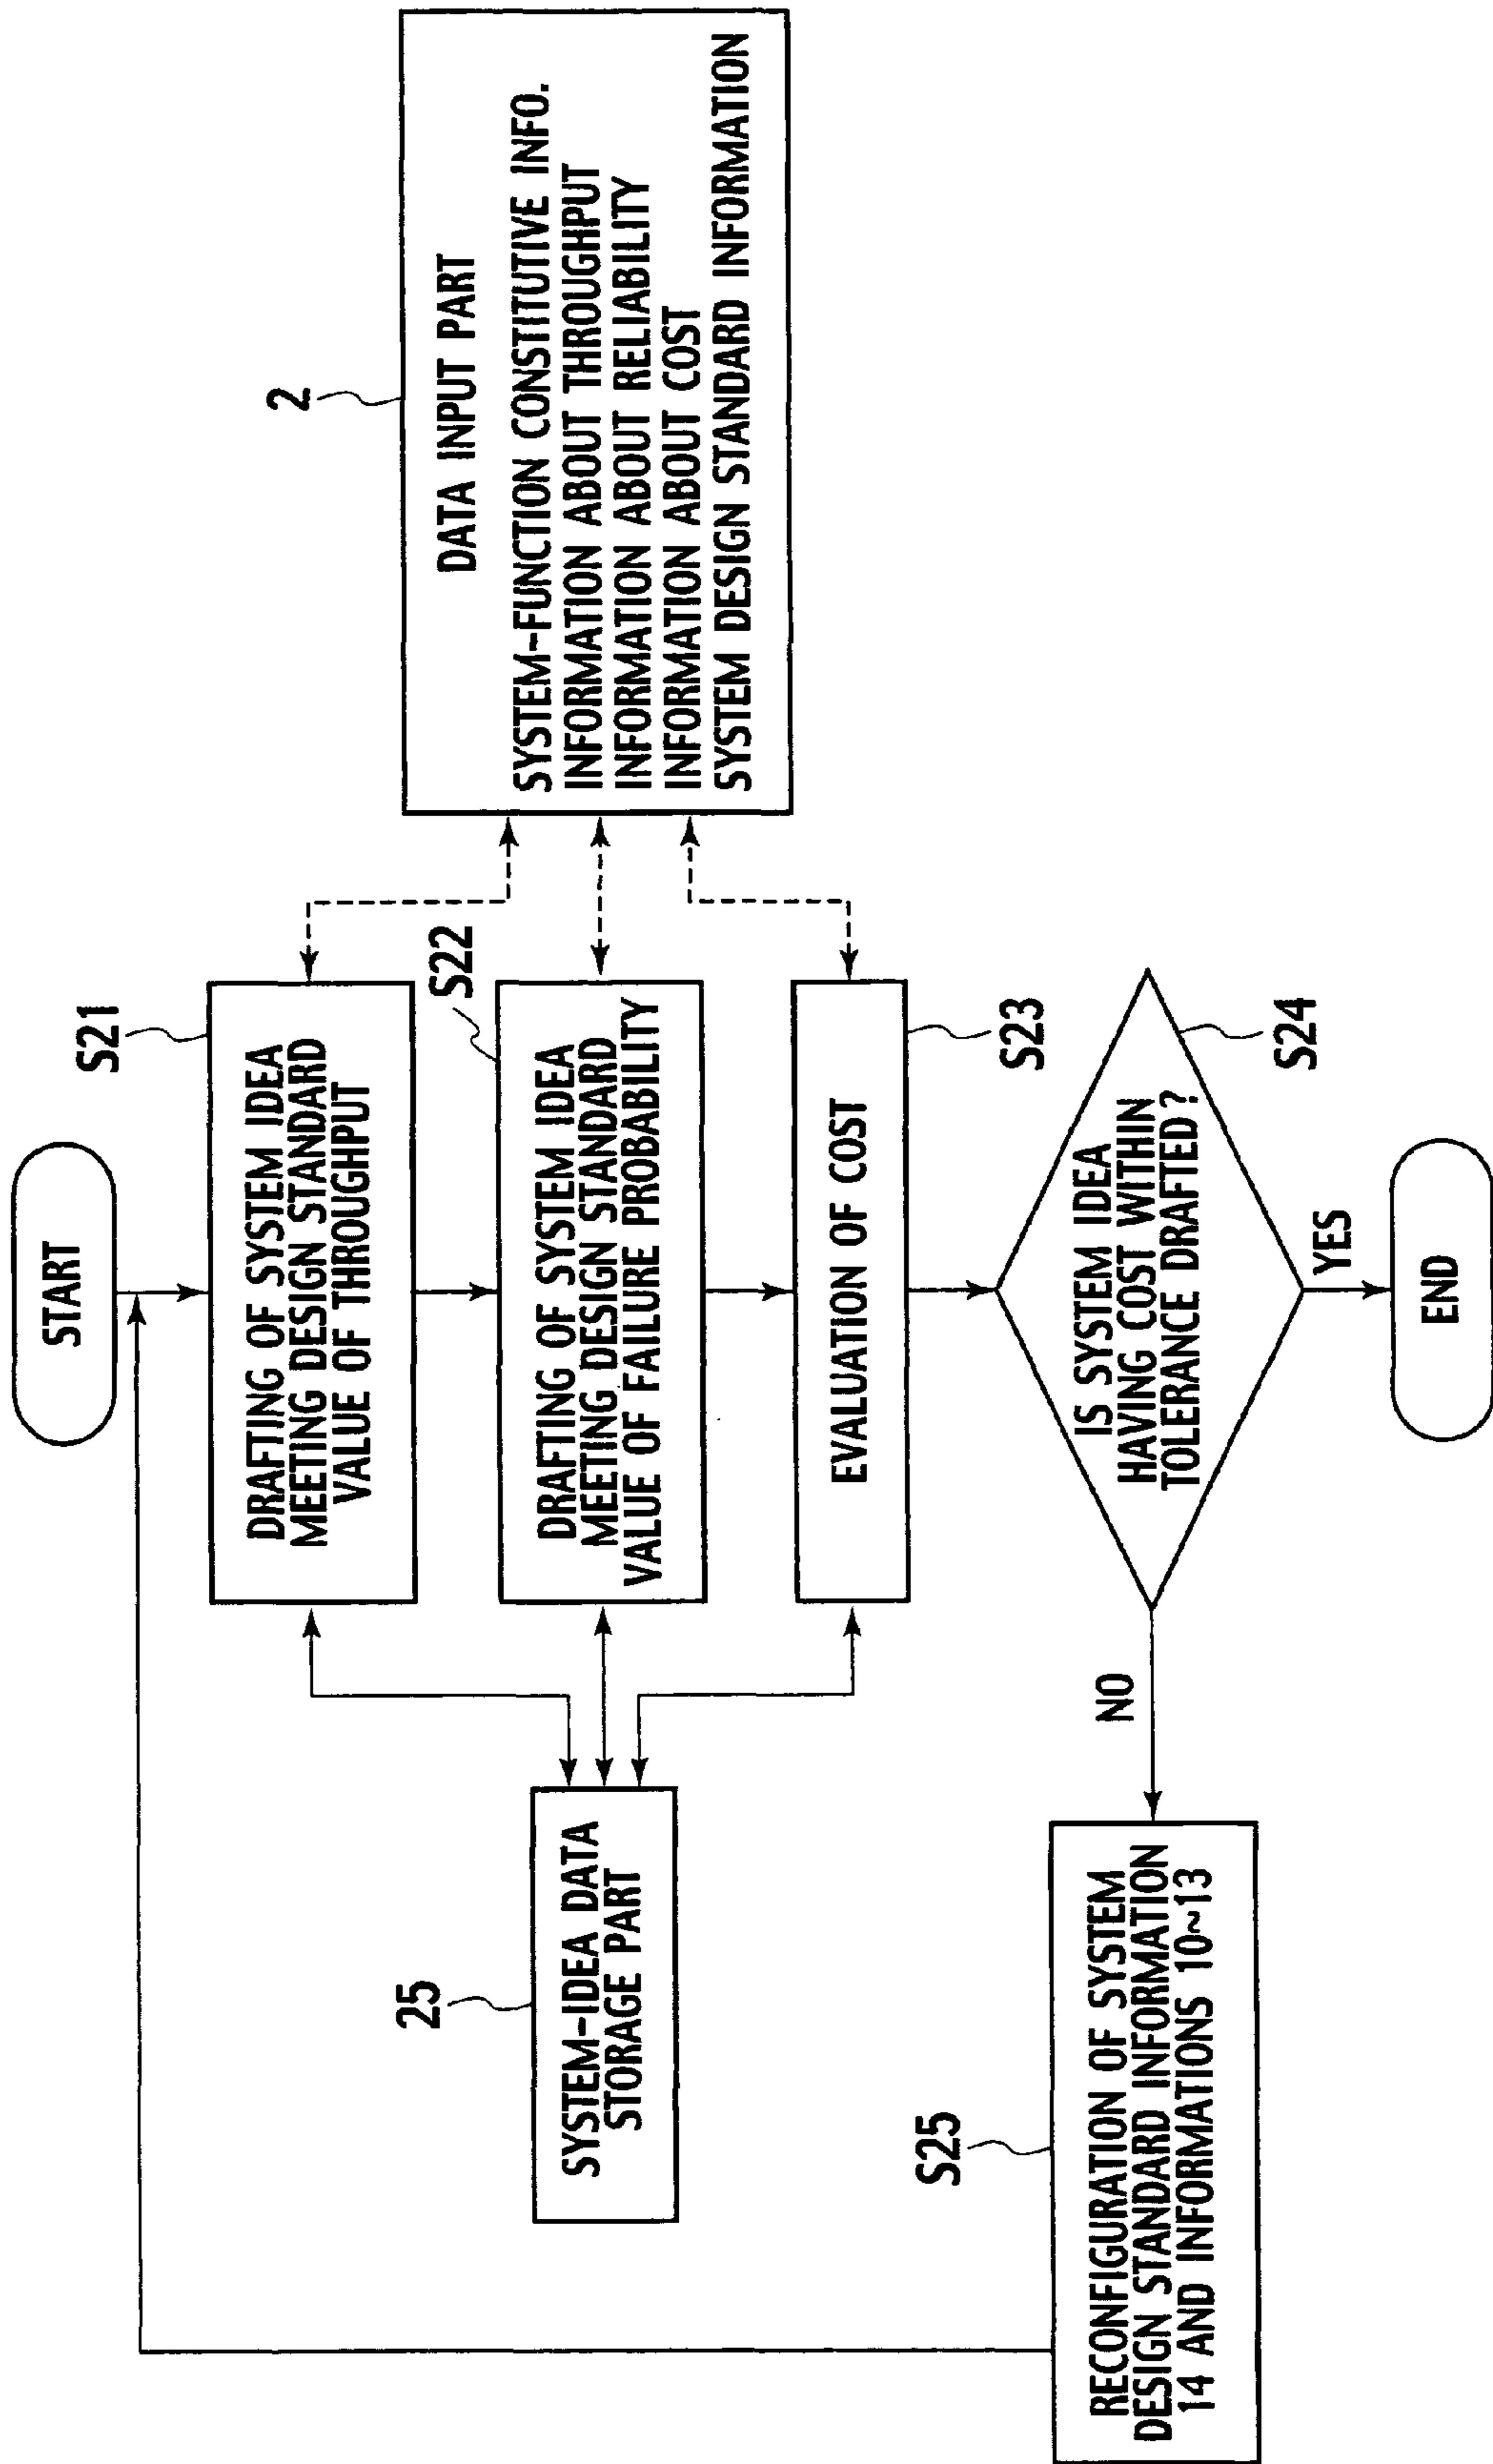 START
S21
DRAFTING OF SYSTEM IDEA
MEETING DESIGN STANDARD
VALUE OF THROUGHPUT
S22
DRAFTING OF SYSTEM IDEA
MEETING DESIGN STANDARD
VALUE OF FAILURE PROBABILITY
EVALUATION OF COST
S23
IS SYSTEM IDEA
HAVING COST WITHIN
TOLERANCE DRAFTED?
S24
YES
END
NO
25
SYSTEM-IDEA DATA
STORAGE PART
S25
RECONFIGURATION OF SYSTEM
DESIGN STANDARD INFORMATION
14 AND INFORMATIONS 10~13
2
DATA INPUT PART
SYSTEM-FUNCTION CONSTITUTIVE INFO.
INFORMATION ABOUT THROUGHPUT
INFORMATION ABOUT RELIABILITY
INFORMATION ABOUT COST
SYSTEM DESIGN STANDARD INFORMATION